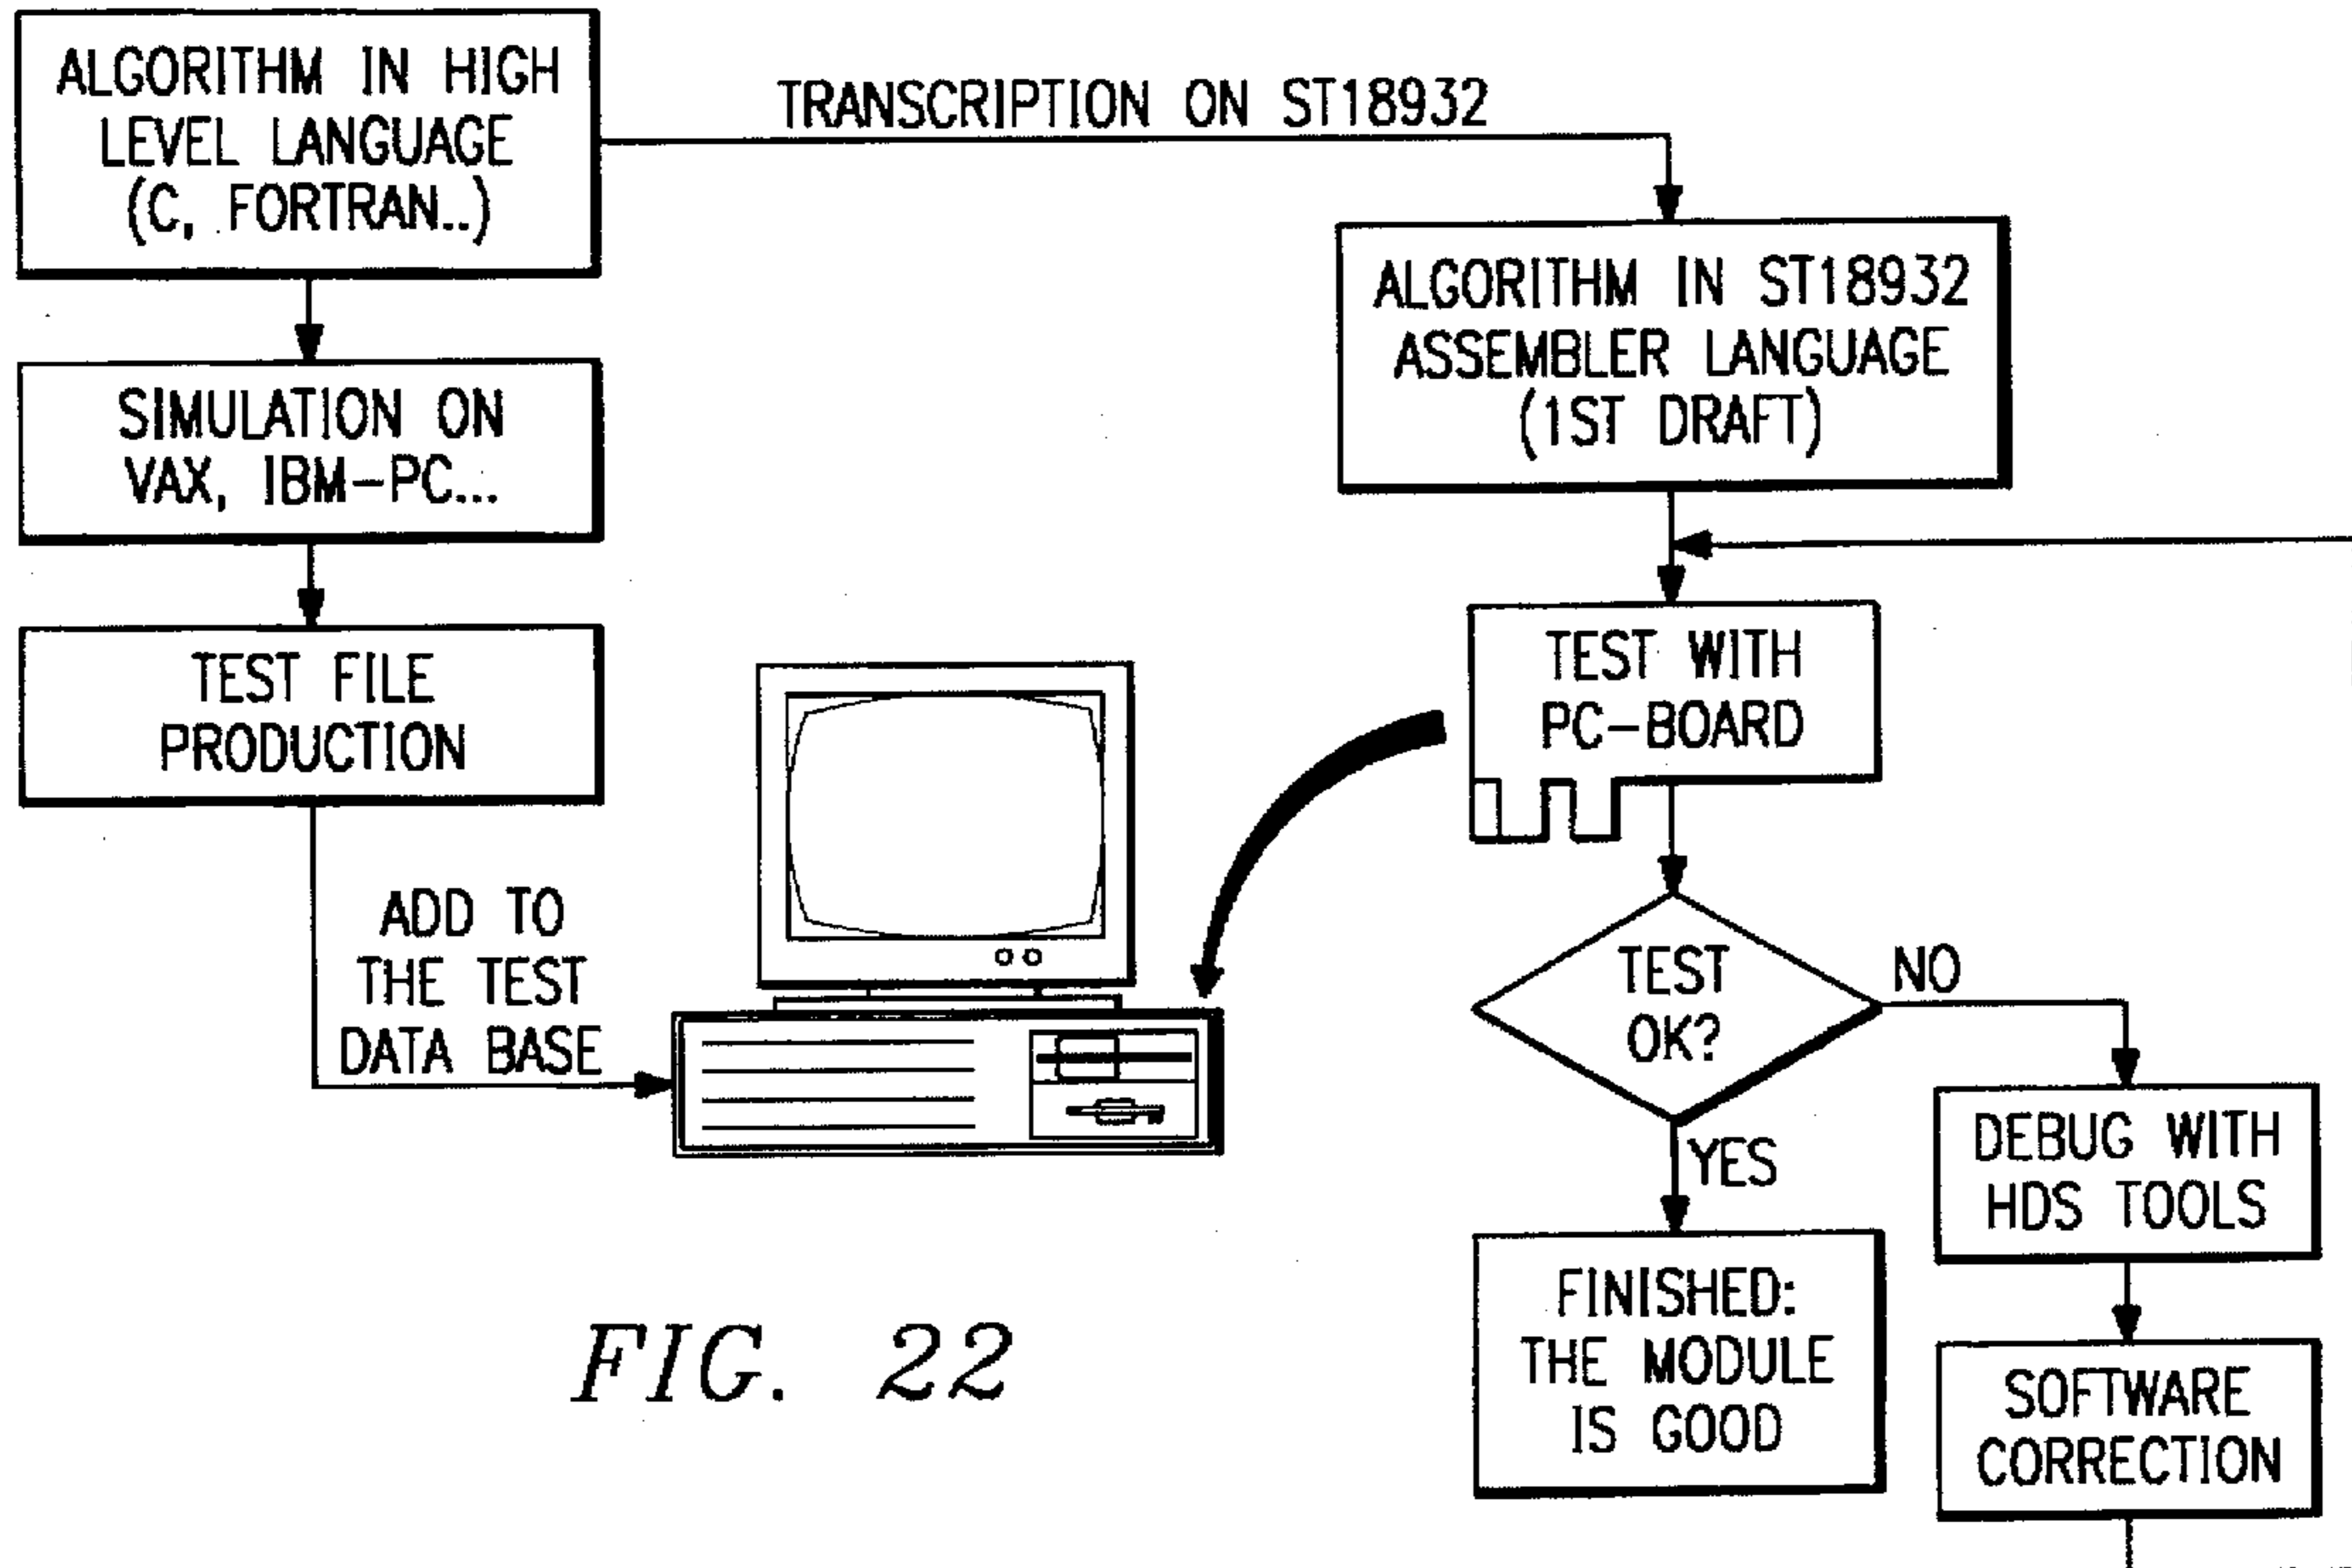 ALGORITHM IN HIGH
LEVEL LANGUAGE
(C, FORTRAN..)
TRANSCRIPTION ON ST18932
ALGORITHM IN ST18932
ASSEMBLER LANGUAGE
(1ST DRAFT)
SIMULATION ON
VAX, IBM-PC...
TEST FILE
PRODUCTION
TEST WITH
PC-BOARD
ADD TO
THE TEST
DATA BASE
TEST
OK?
NO
YES
DEBUG WITH
HDS TOOLS
FINISHED:
THE MODULE
IS GOOD
SOFTWARE
CORRECTION
FIG. 22